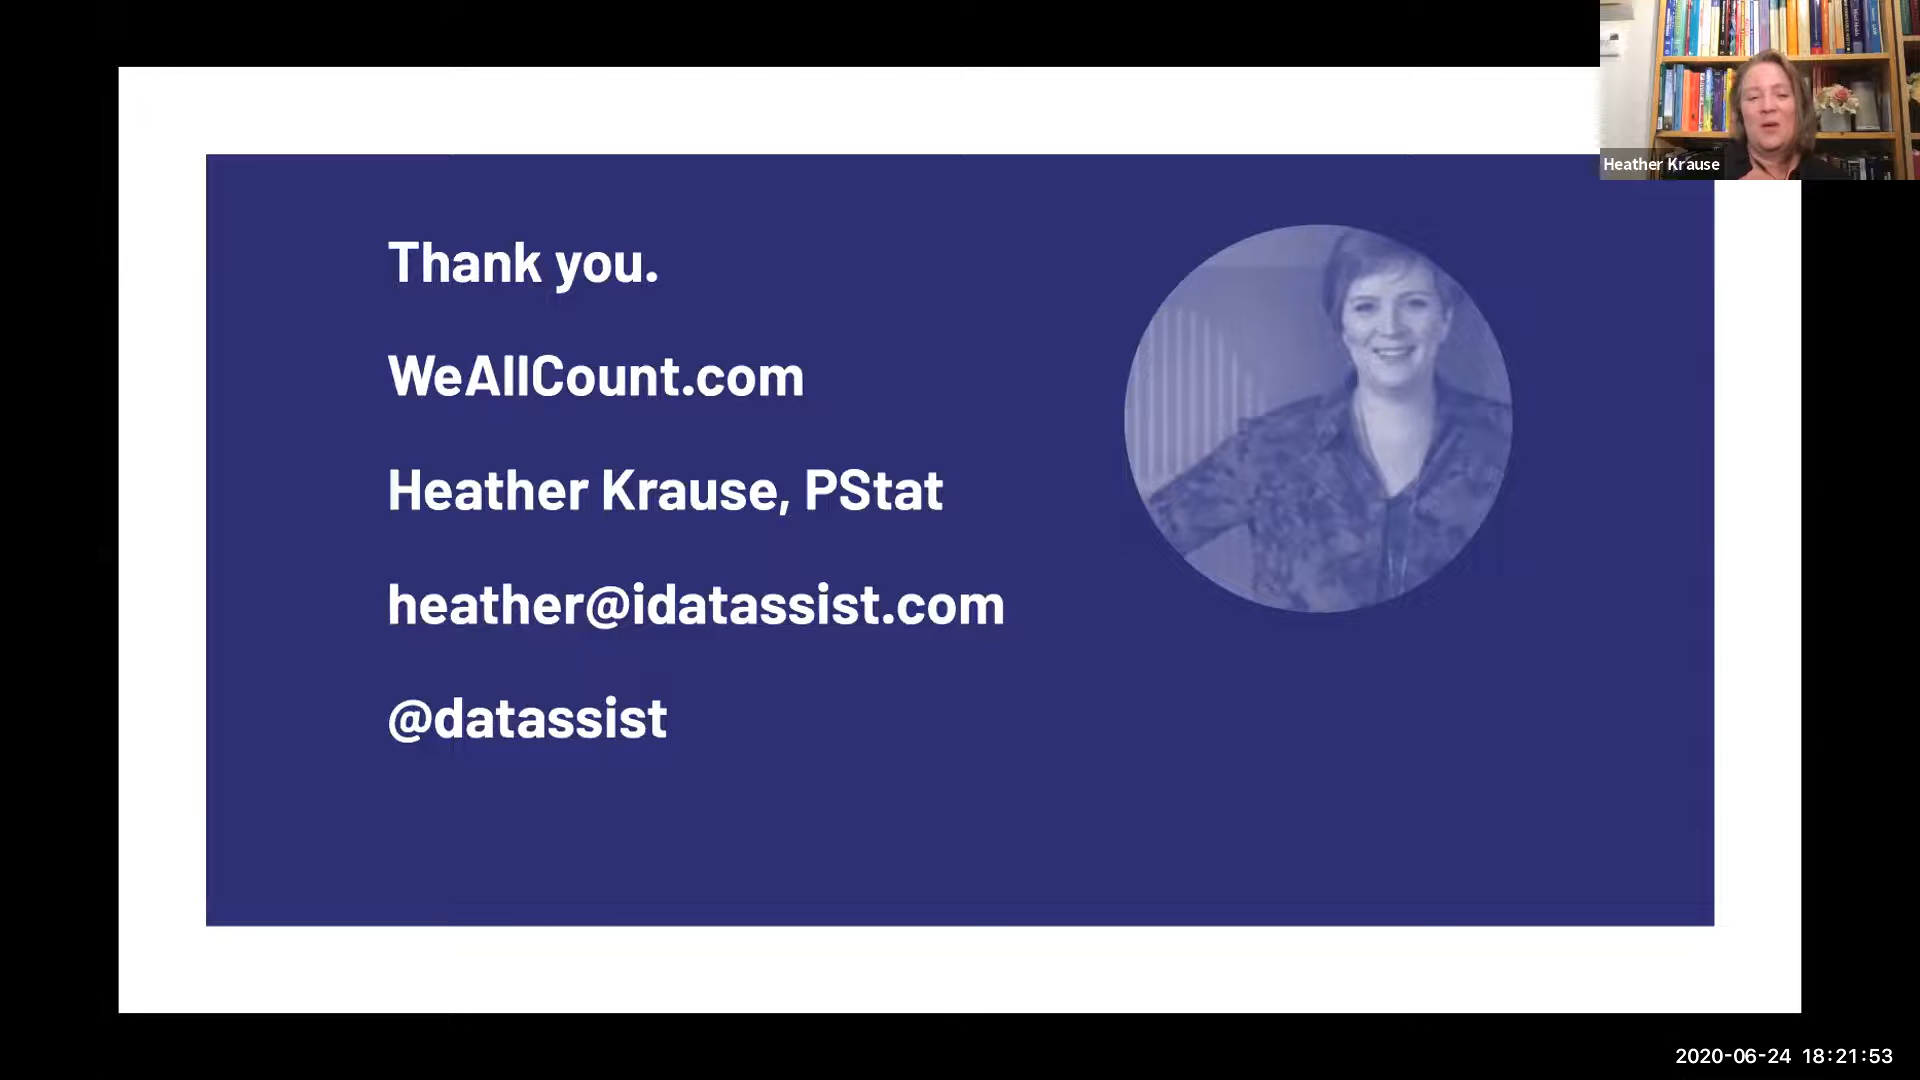 Heather Krause
Thank you.
WeAllCount.com
Heather Krause, PStat
heather@idatassist.com
@datassist
2020-06-24 18:21:53